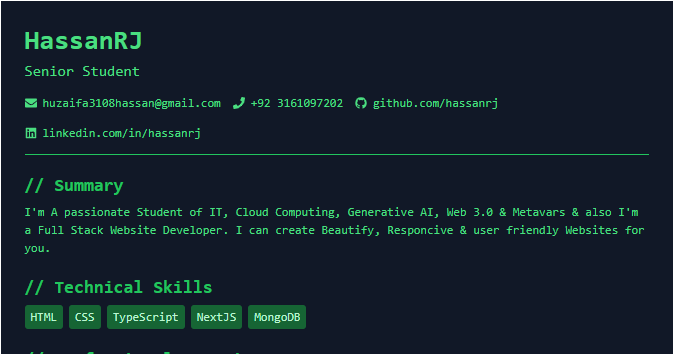 HassanRJ
Senior Student
huzaifa3108hassan@gmail.com +92 3161097202 github.com/hassanrj
linkedin.com/in/hassanrj
// Summary
I'm A passionate Student of IT, Cloud Computing, Generative AI, Web 3.0 & Metavars & also I'm
a Full Stack Website Developer. I can create Beautify, Responcive & user friendly Websites for
you.
// Technical Skills
HTML CSS TypeScript NextJS MongoDB